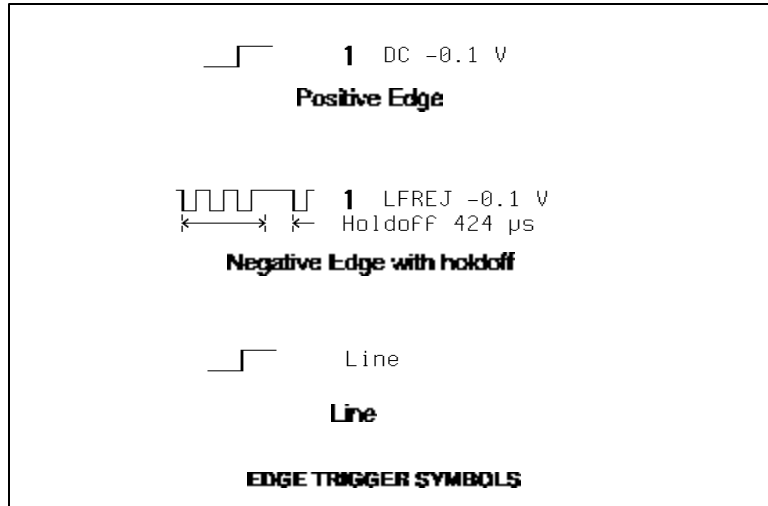 1 DC -0.1 V
Positive Edge
1 LFREJ -0.1 V
Holdoff 424 µs
Negative Edge with holdoff
Line
Line
EDGE TRIGGER SYMBOLS